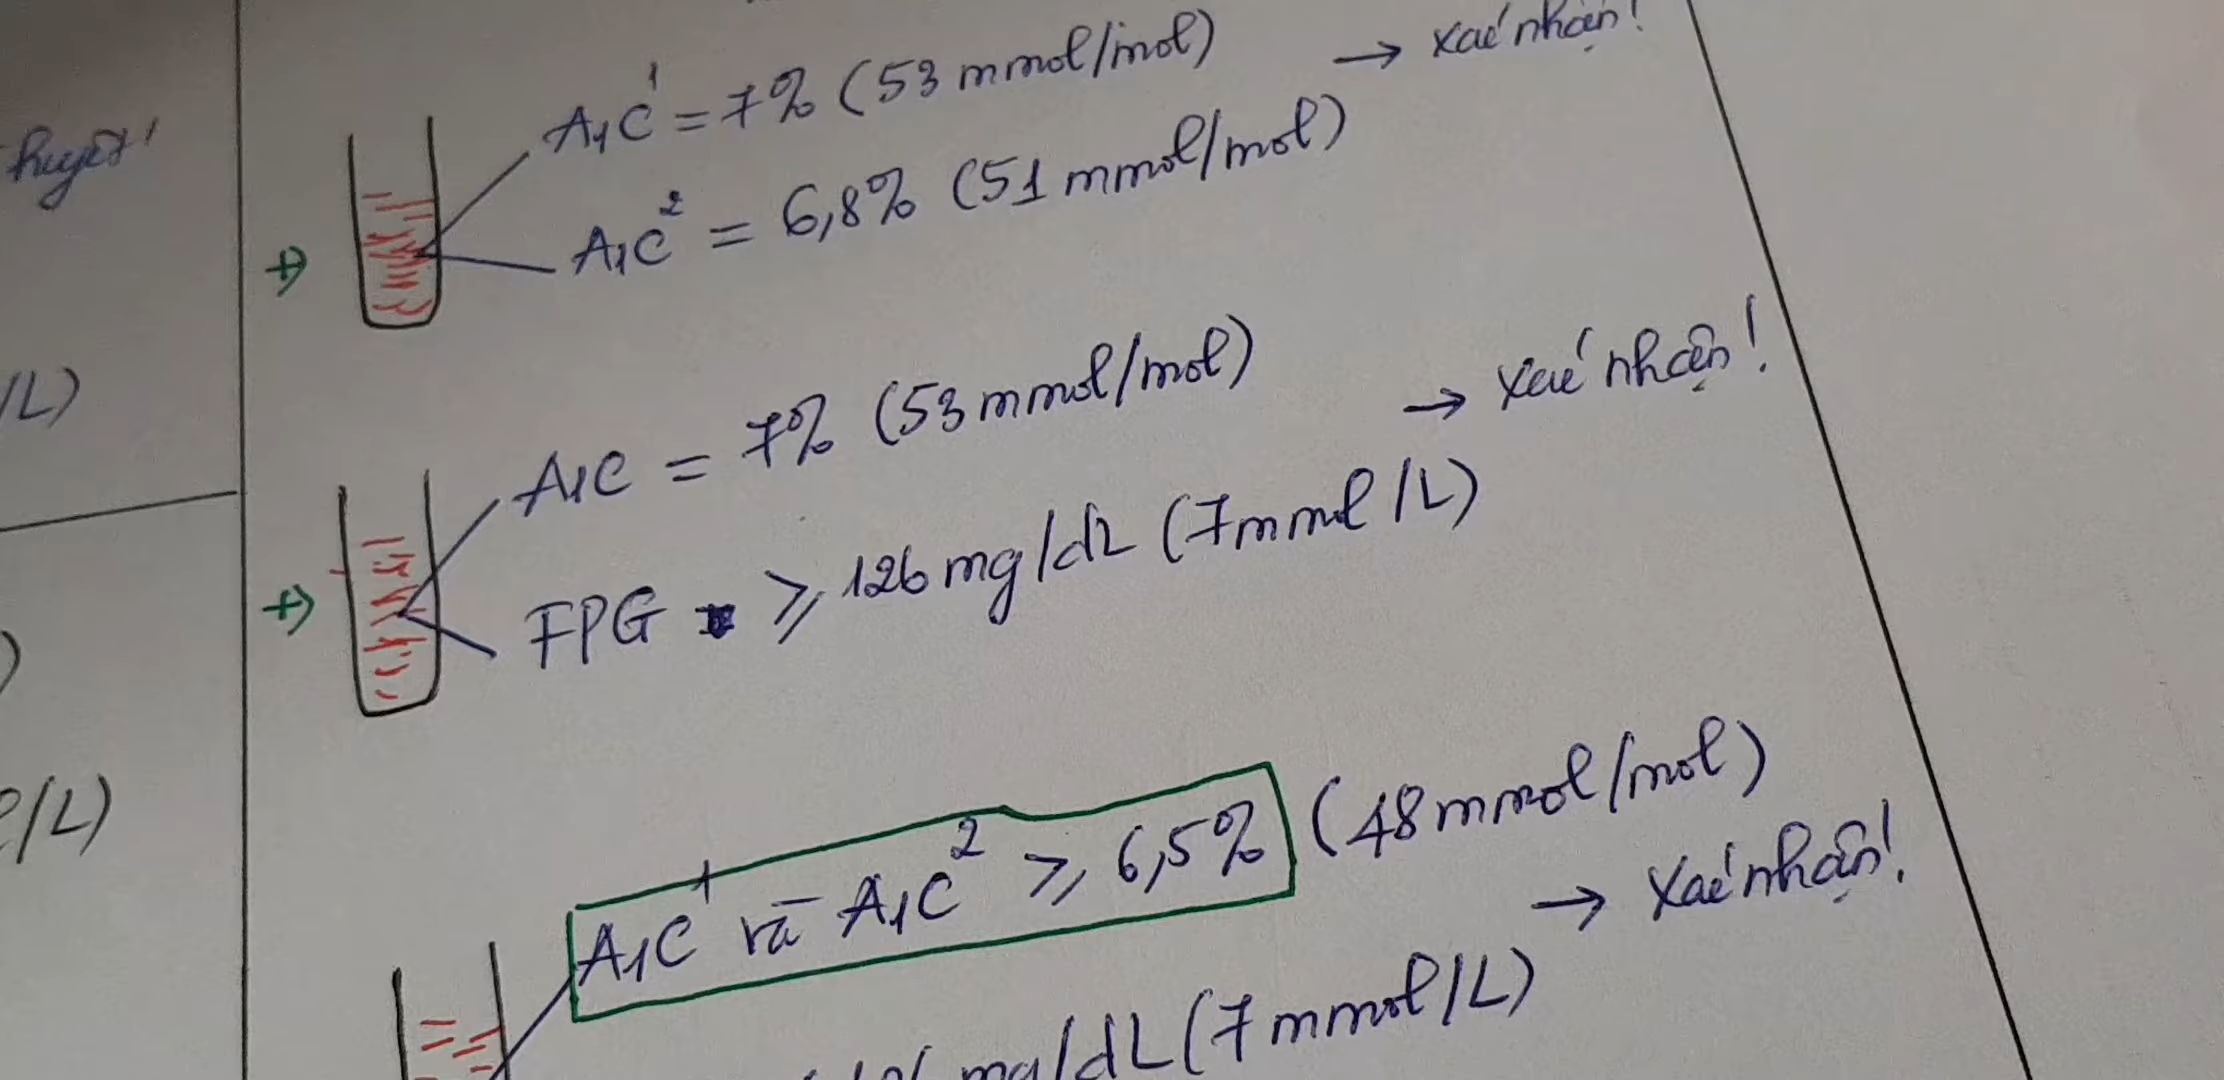 A1C¹ = 7% (53 mmol/mol)
→ xác nhận!
A1C² = 6,8% (51 mmol/mol)
huyết!
A1C = 7% (53 mmol/mol)
→ xác nhận!
/L)
FPG ≥ 126 mg/dL (7 mmol/L)
A1C¹ và A1C² ≥ 6,5% (48 mmol/mol)
→ xác nhận!
/L)
mg/dL (7 mmol/L)